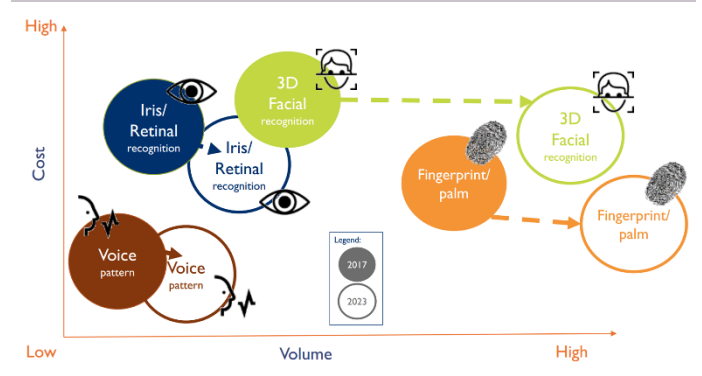 High
Cost
Iris/
Retinal
recognition
Iris/
Retinal
recognition
3D
Facial
recognition
3D
Facial
recognition
Fingerprint/
palm
Fingerprint/
palm
Voice
pattern
Voice
pattern
Legend:
2017
2023
Low
Volume
High